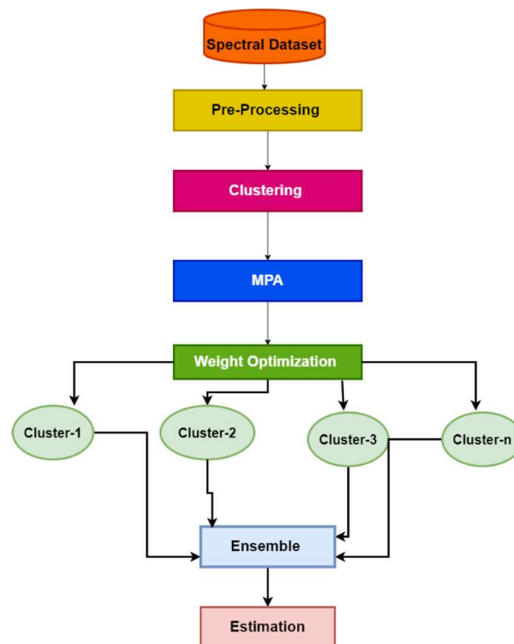 Spectral Dataset
Pre-Processing
Clustering
MPA
Weight Optimization
Cluster-1
Cluster-2
Cluster-3
Cluster-n
Ensemble
Estimation